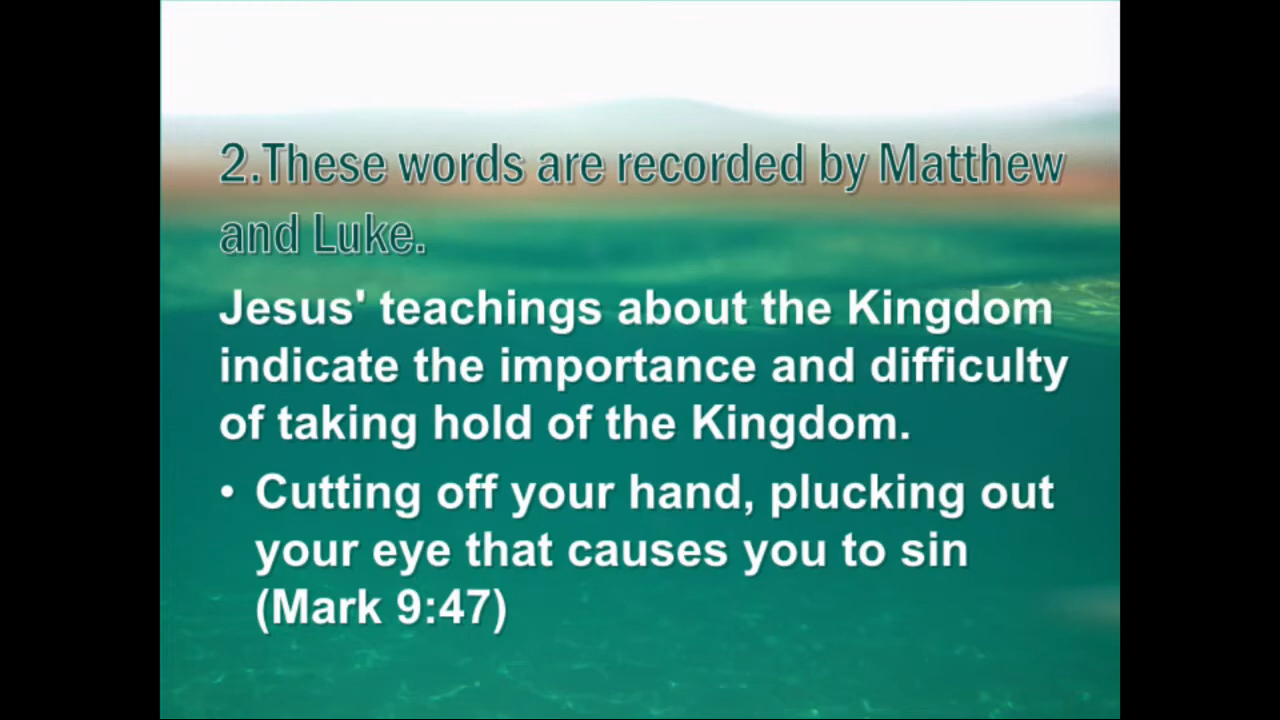 2.These words are recorded by Matthew
and Luke.
Jesus' teachings about the Kingdom
indicate the importance and difficulty
of taking hold of the Kingdom.
• Cutting off your hand, plucking out
your eye that causes you to sin
(Mark 9:47)